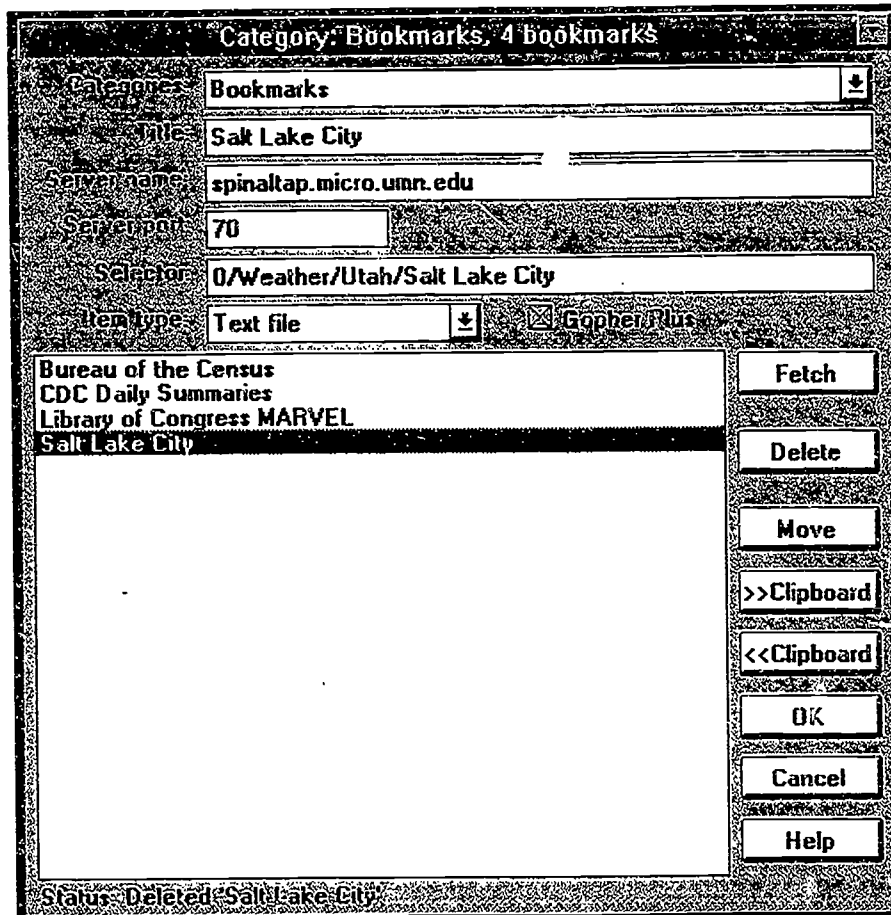 Category: Bookmarks, 4 bookmarks
Categories Bookmarks
Title Salt Lake City
Server name spinaltap.micro.umn.edu
Server port 70
Selector 0/Weather/Utah/Salt Lake City
Item type Text file Gopher Plus
Bureau of the Census
CDC Daily Summaries
Library of Congress MARVEL
Salt Lake City
Fetch
Delete
Move
>>Clipboard
<<Clipboard
OK
Cancel
Help
Status: Deleted 'Salt Lake City'